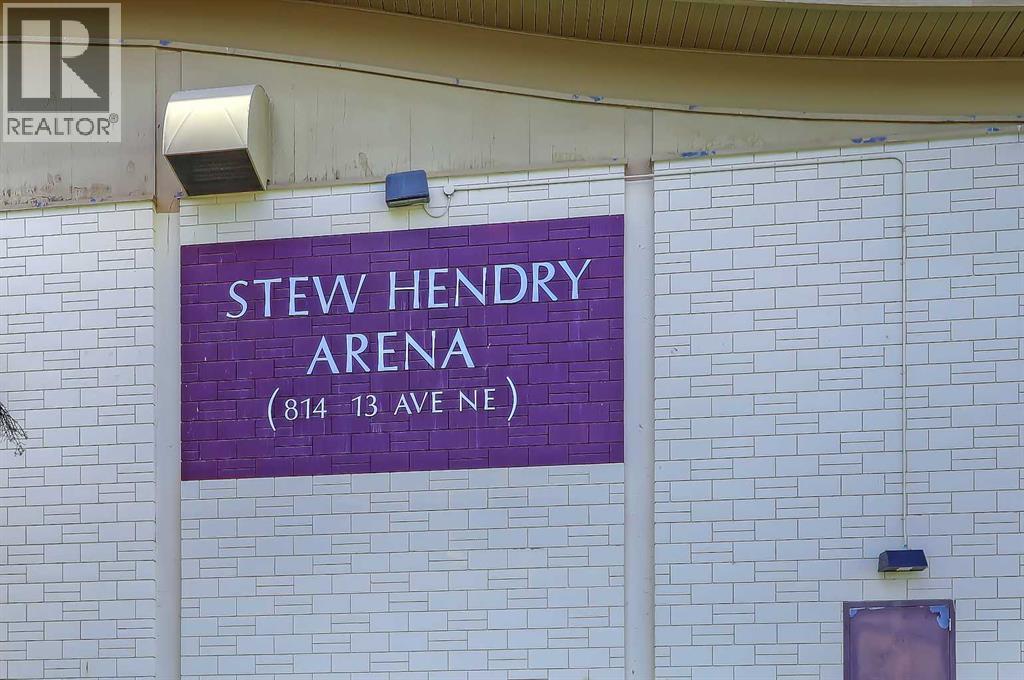 R
REALTOR®
STEW HENDRY
ARENA
(814 13 AVE NE)